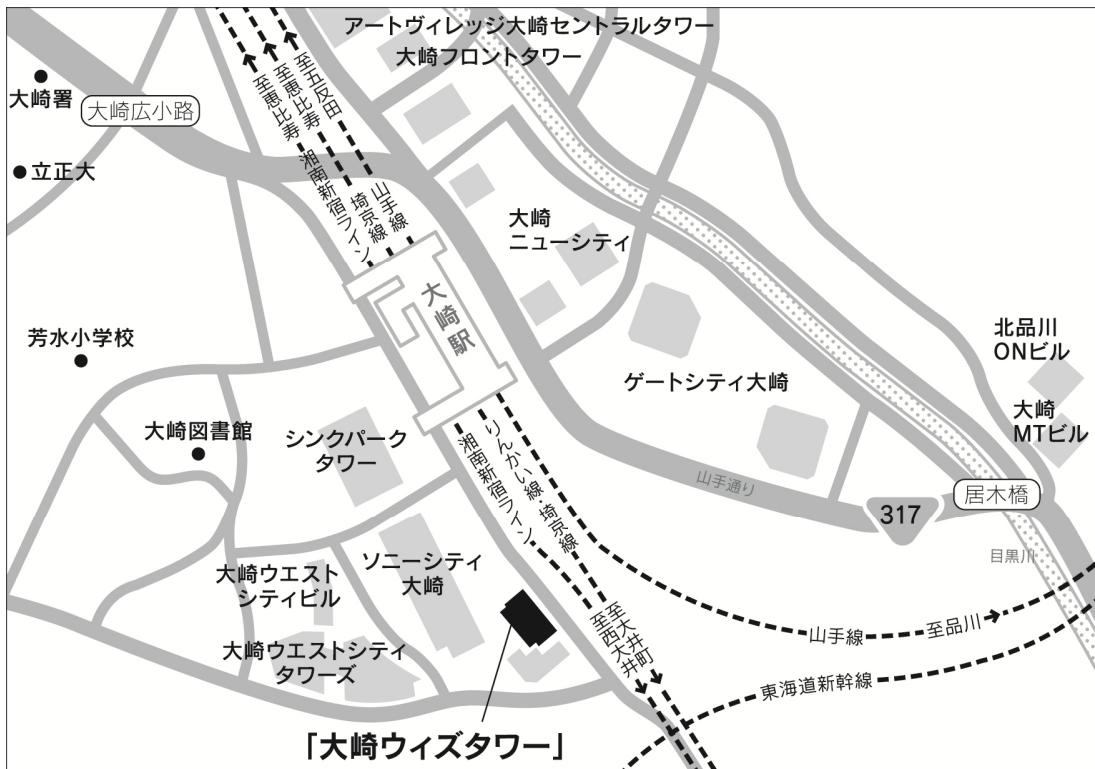 アートヴィレッジ大崎セントラルタワー
大崎フロントタワー
大崎署
大崎広小路
立正大
至恵比寿
至恵比寿
至五反田
湘南新宿ライン
埼京線
山手線
大崎
ニューシティ
大崎駅
芳水小学校
北品川
ONビル
ゲートシティ大崎
大崎
MTビル
大崎図書館
シンクパーク
タワー
湘南新宿ライン
りんかい線・埼京線
山手通り
317
居木橋
目黒川
大崎ウエスト
シティビル
ソニーシティ
大崎
大崎ウエストシティ
タワーズ
至西大井
至大井町
山手線
至品川
東海道新幹線
「大崎ウィズタワー」